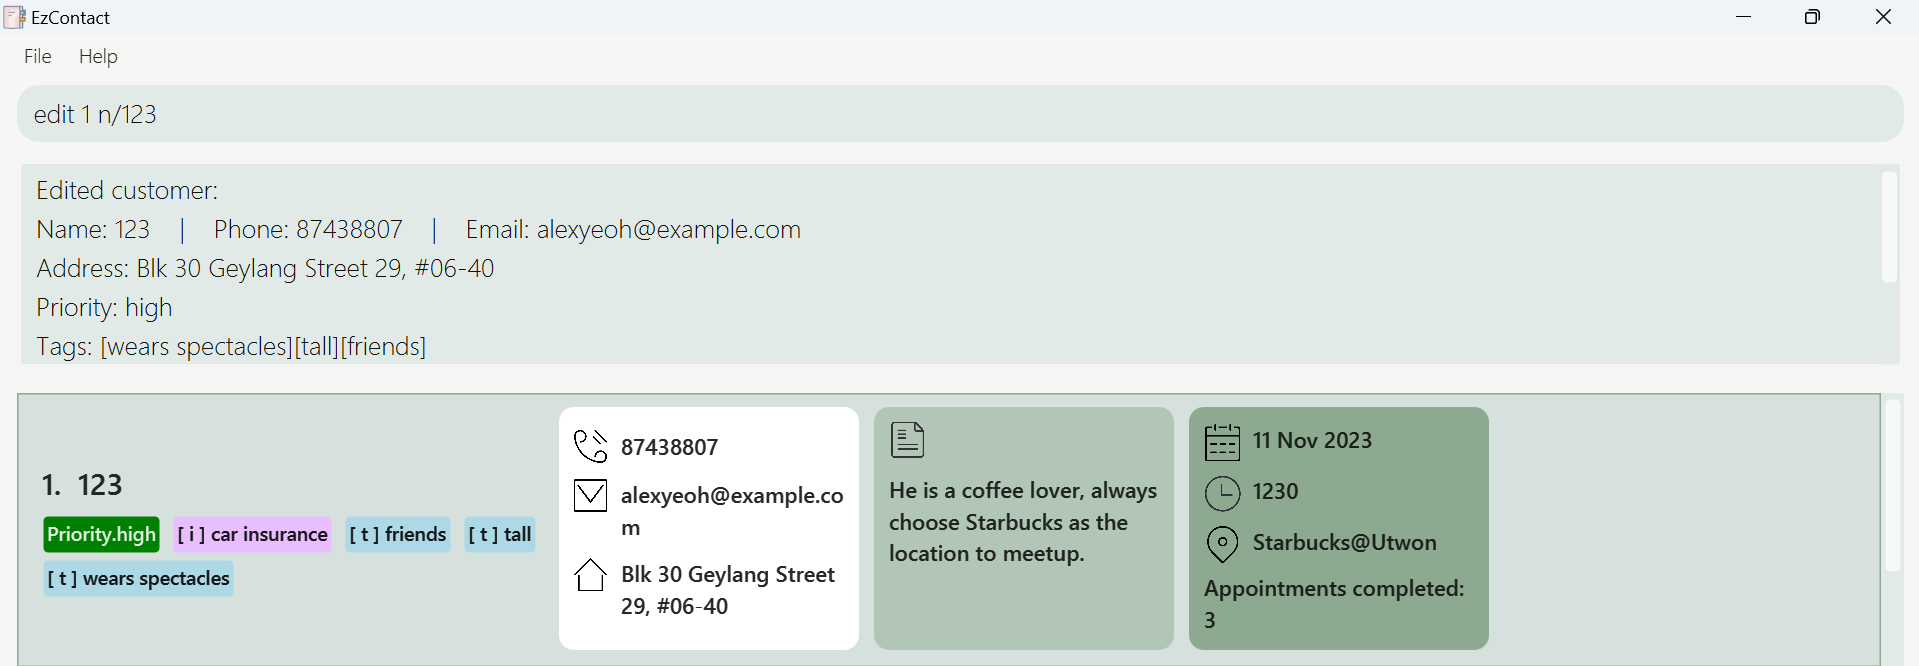 EzContact
File Help
edit 1 n/123
Edited customer:
Name: 123 | Phone: 87438807 | Email: alexyeoh@example.com
Address: Blk 30 Geylang Street 29, #06-40
Priority: high
Tags: [wears spectacles][tall][friends]
1. 123
Priority.high [ i ] car insurance [ t ] friends [ t ] tall
[ t ] wears spectacles
87438807
alexyeoh@example.co
m
Blk 30 Geylang Street
29, #06-40
He is a coffee lover, always
choose Starbucks as the
location to meetup.
11 Nov 2023
1230
Starbucks@Utwon
Appointments completed:
3